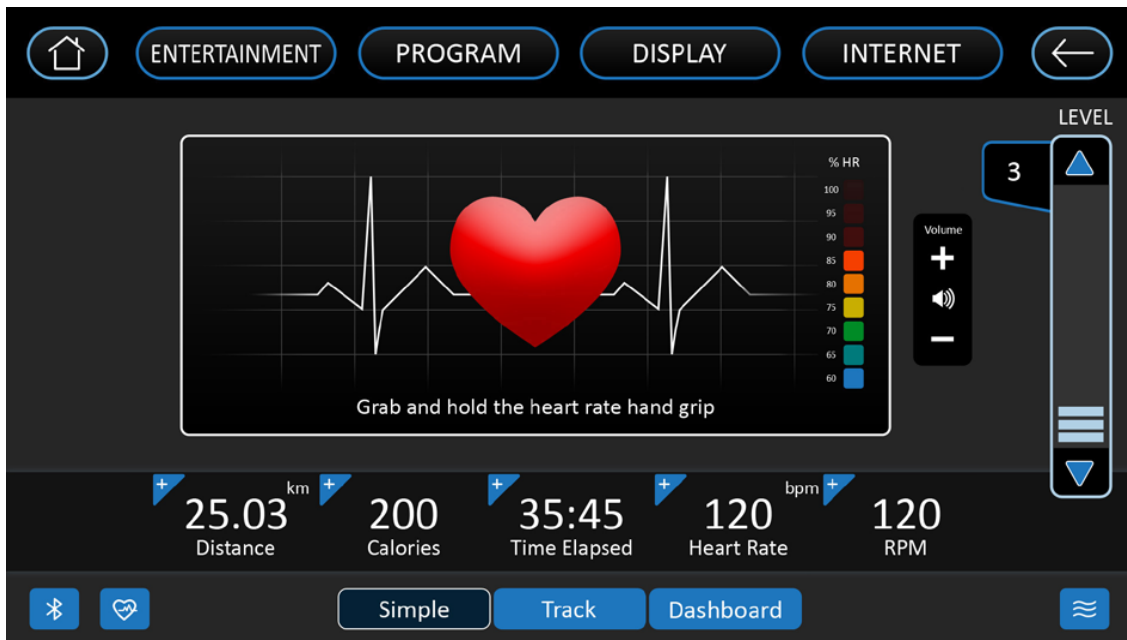 ENTERTAINMENT
PROGRAM
DISPLAY
INTERNET
LEVEL
3
% HR
100
95
90
85
80
75
70
65
60
Volume
Grab and hold the heart rate hand grip
km
25.03
Distance
200
Calories
35:45
Time Elapsed
bpm
120
Heart Rate
120
RPM
Simple
Track
Dashboard